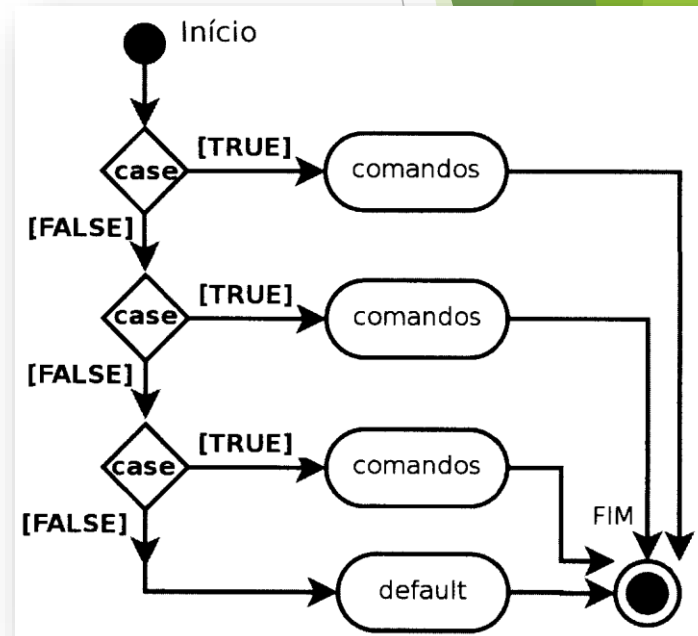 Início
case [TRUE] comandos
[FALSE]
case [TRUE] comandos
[FALSE]
case [TRUE] comandos
[FALSE] FIM
default